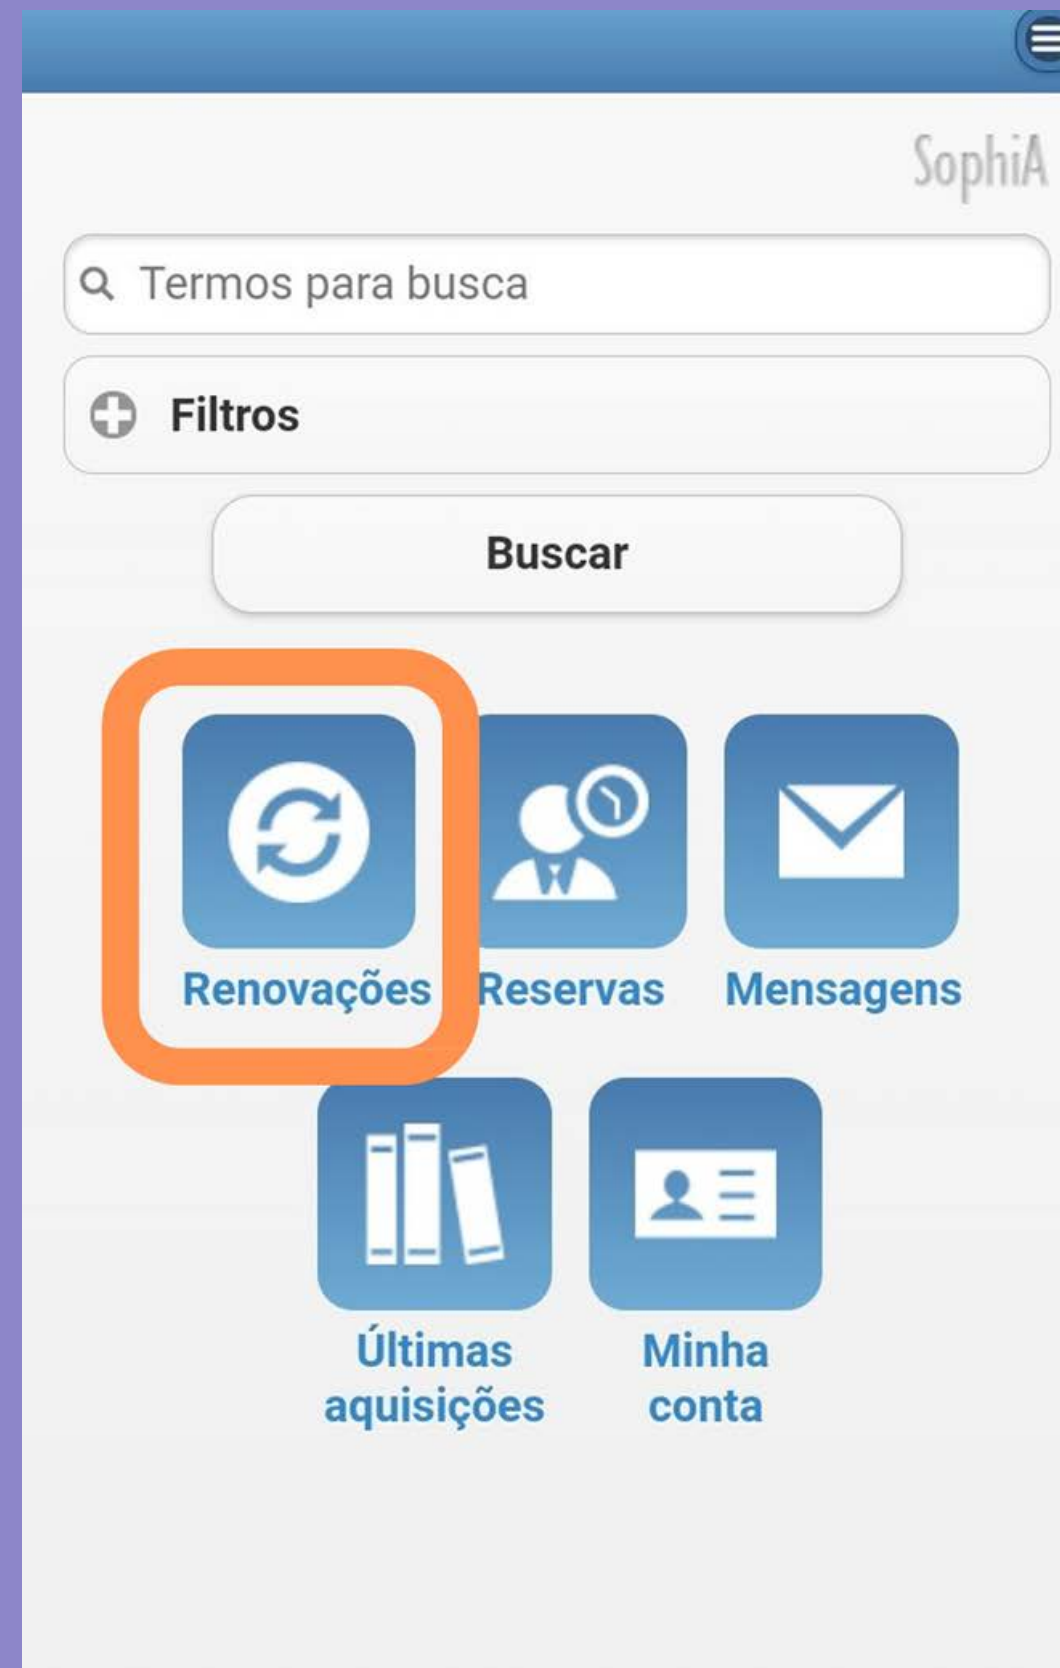 SophiA
Termos para busca
Filtros
Buscar
Renovações Reservas Mensagens
Últimas aquisições
Minha conta